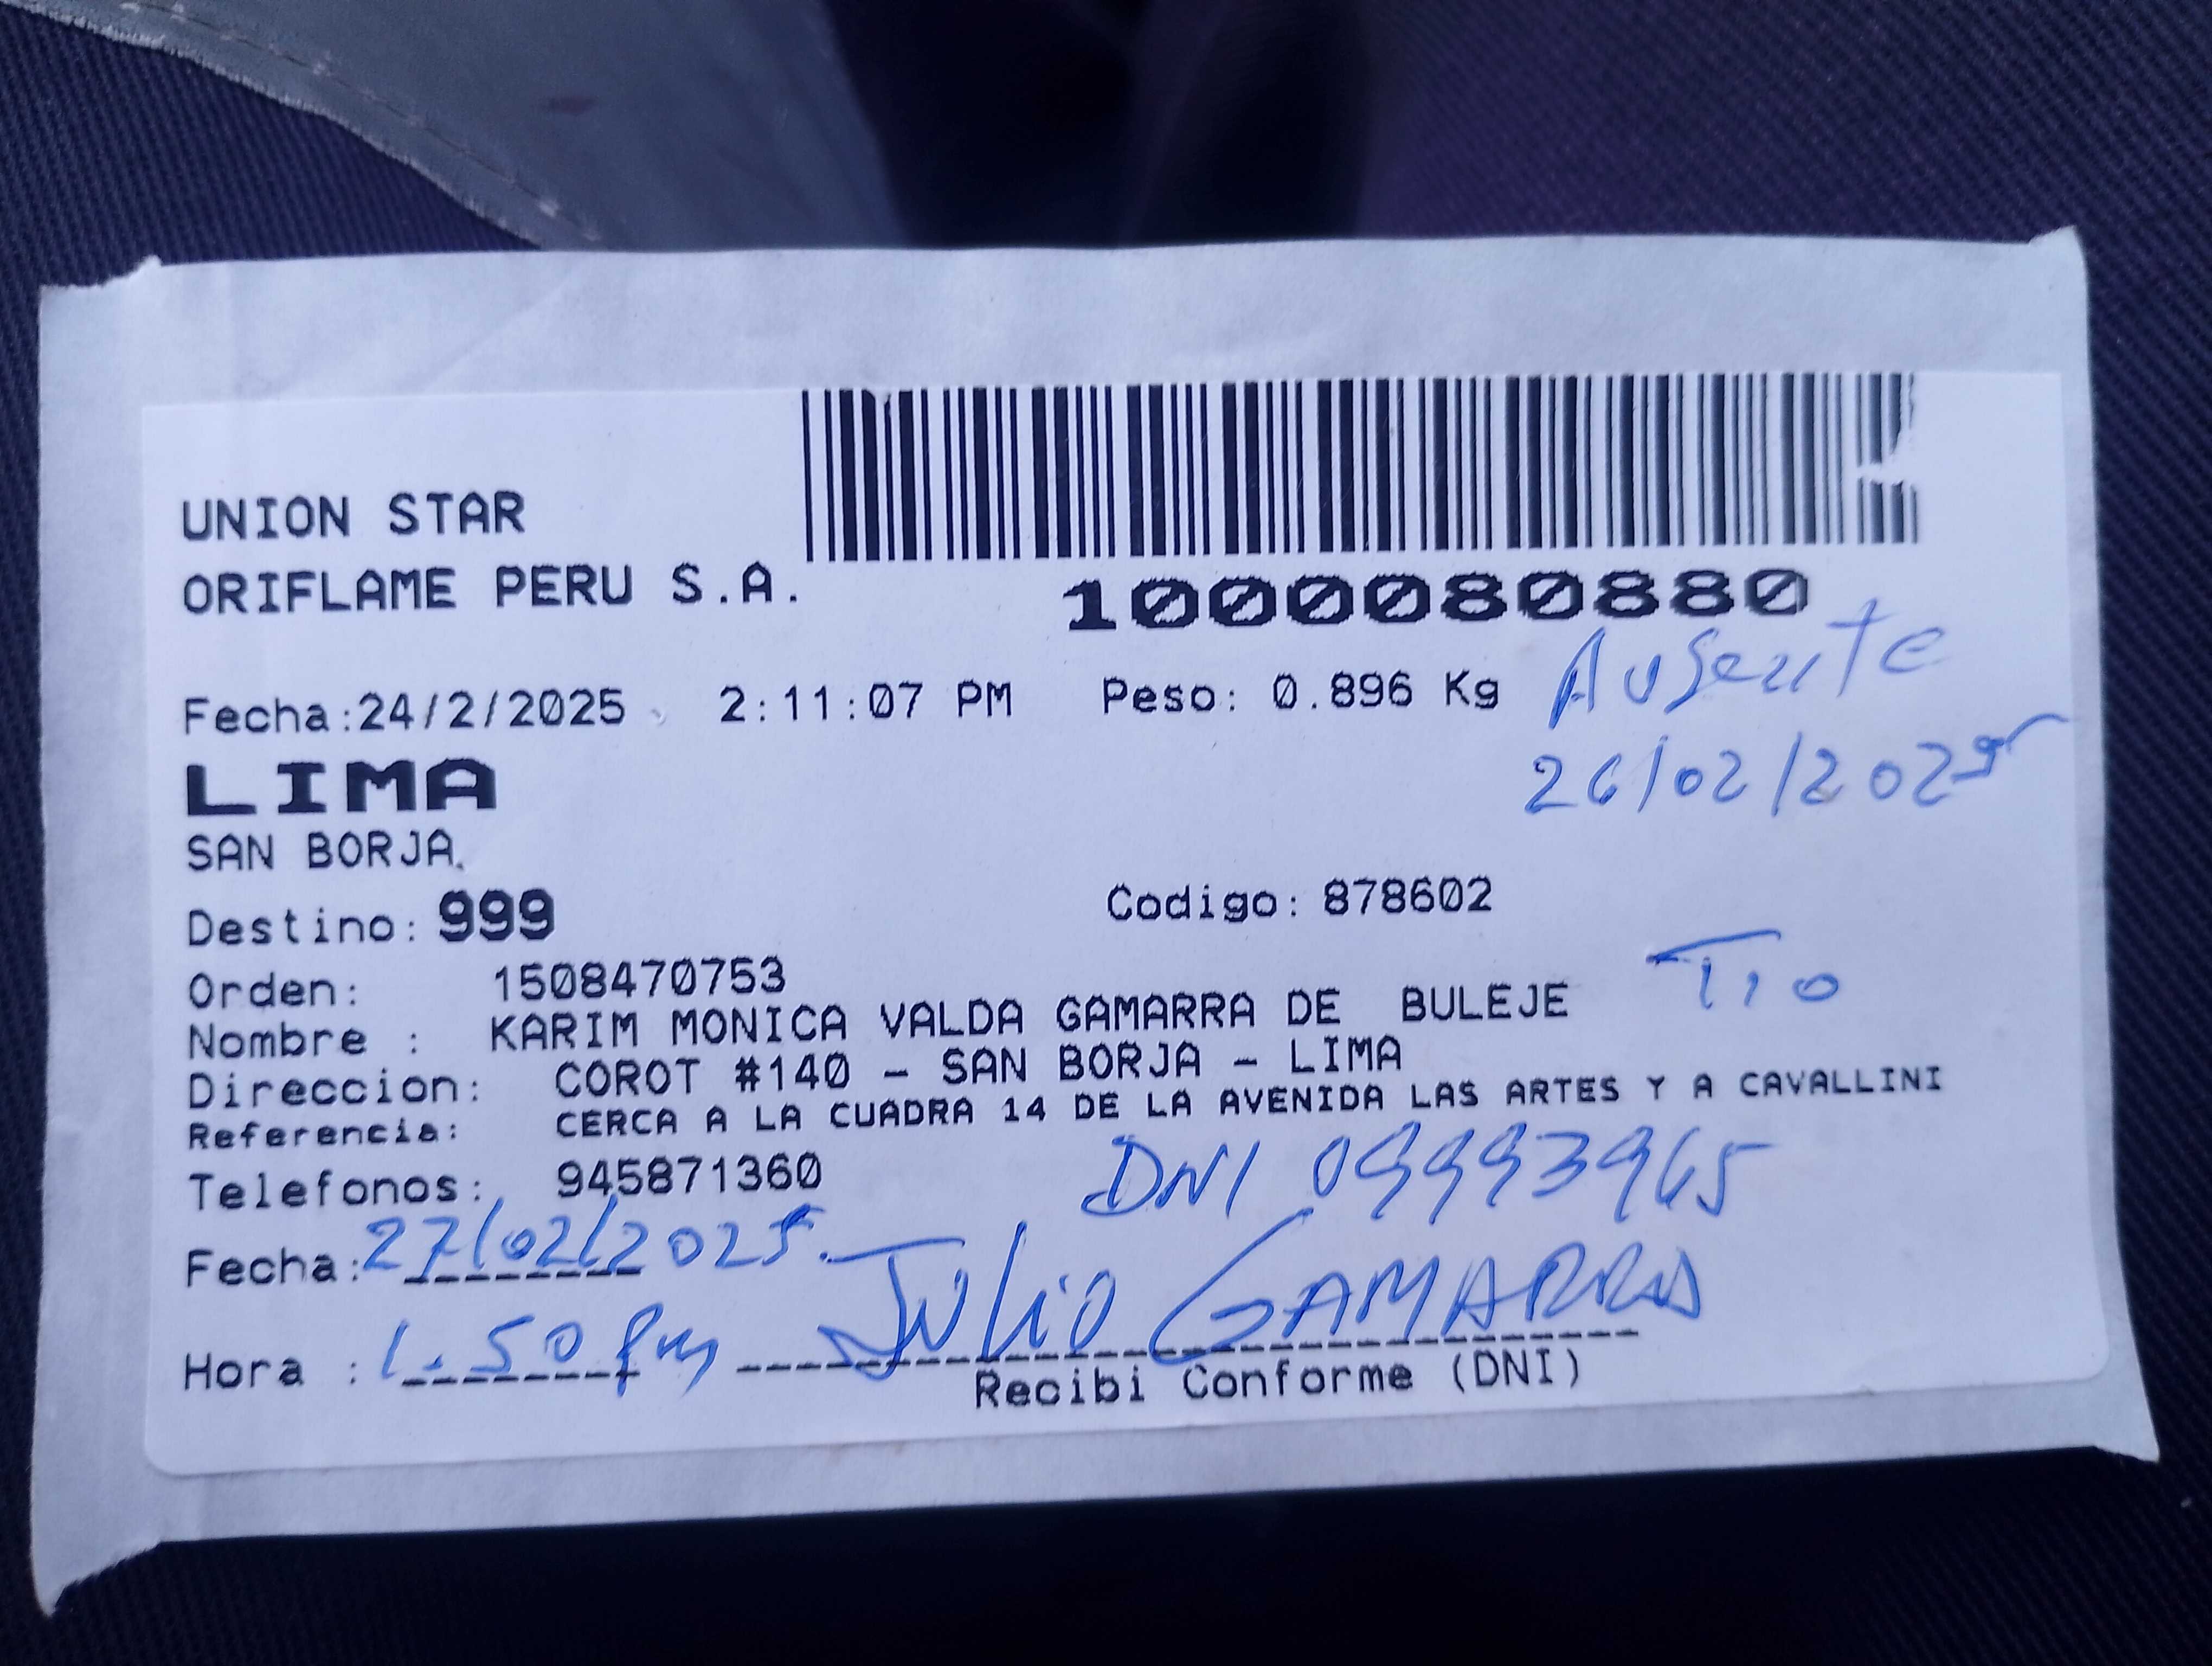 UNION STAR
ORIFLAME PERU S.A.
1000080880
Ausente
Fecha:24/2/2025 2:11:07 PM Peso: 0.896 Kg
26/02/2025
LIMA
SAN BORJA.
Destino: 999 Codigo: 878602
Orden: 1508470753
Tio
Nombre : KARIM MONICA VALDA GAMARRA DE BULEJE
Direccion: COROT #140 - SAN BORJA - LIMA
Referencia: CERCA A LA CUADRA 14 DE LA AVENIDA LAS ARTES Y A CAVALLINI
Telefonos: 945871360
DNI 09993965
Fecha: 27/02/2025.
Hora : 1.50 pm Julio GAMARRA
Recibi Conforme (DNI)